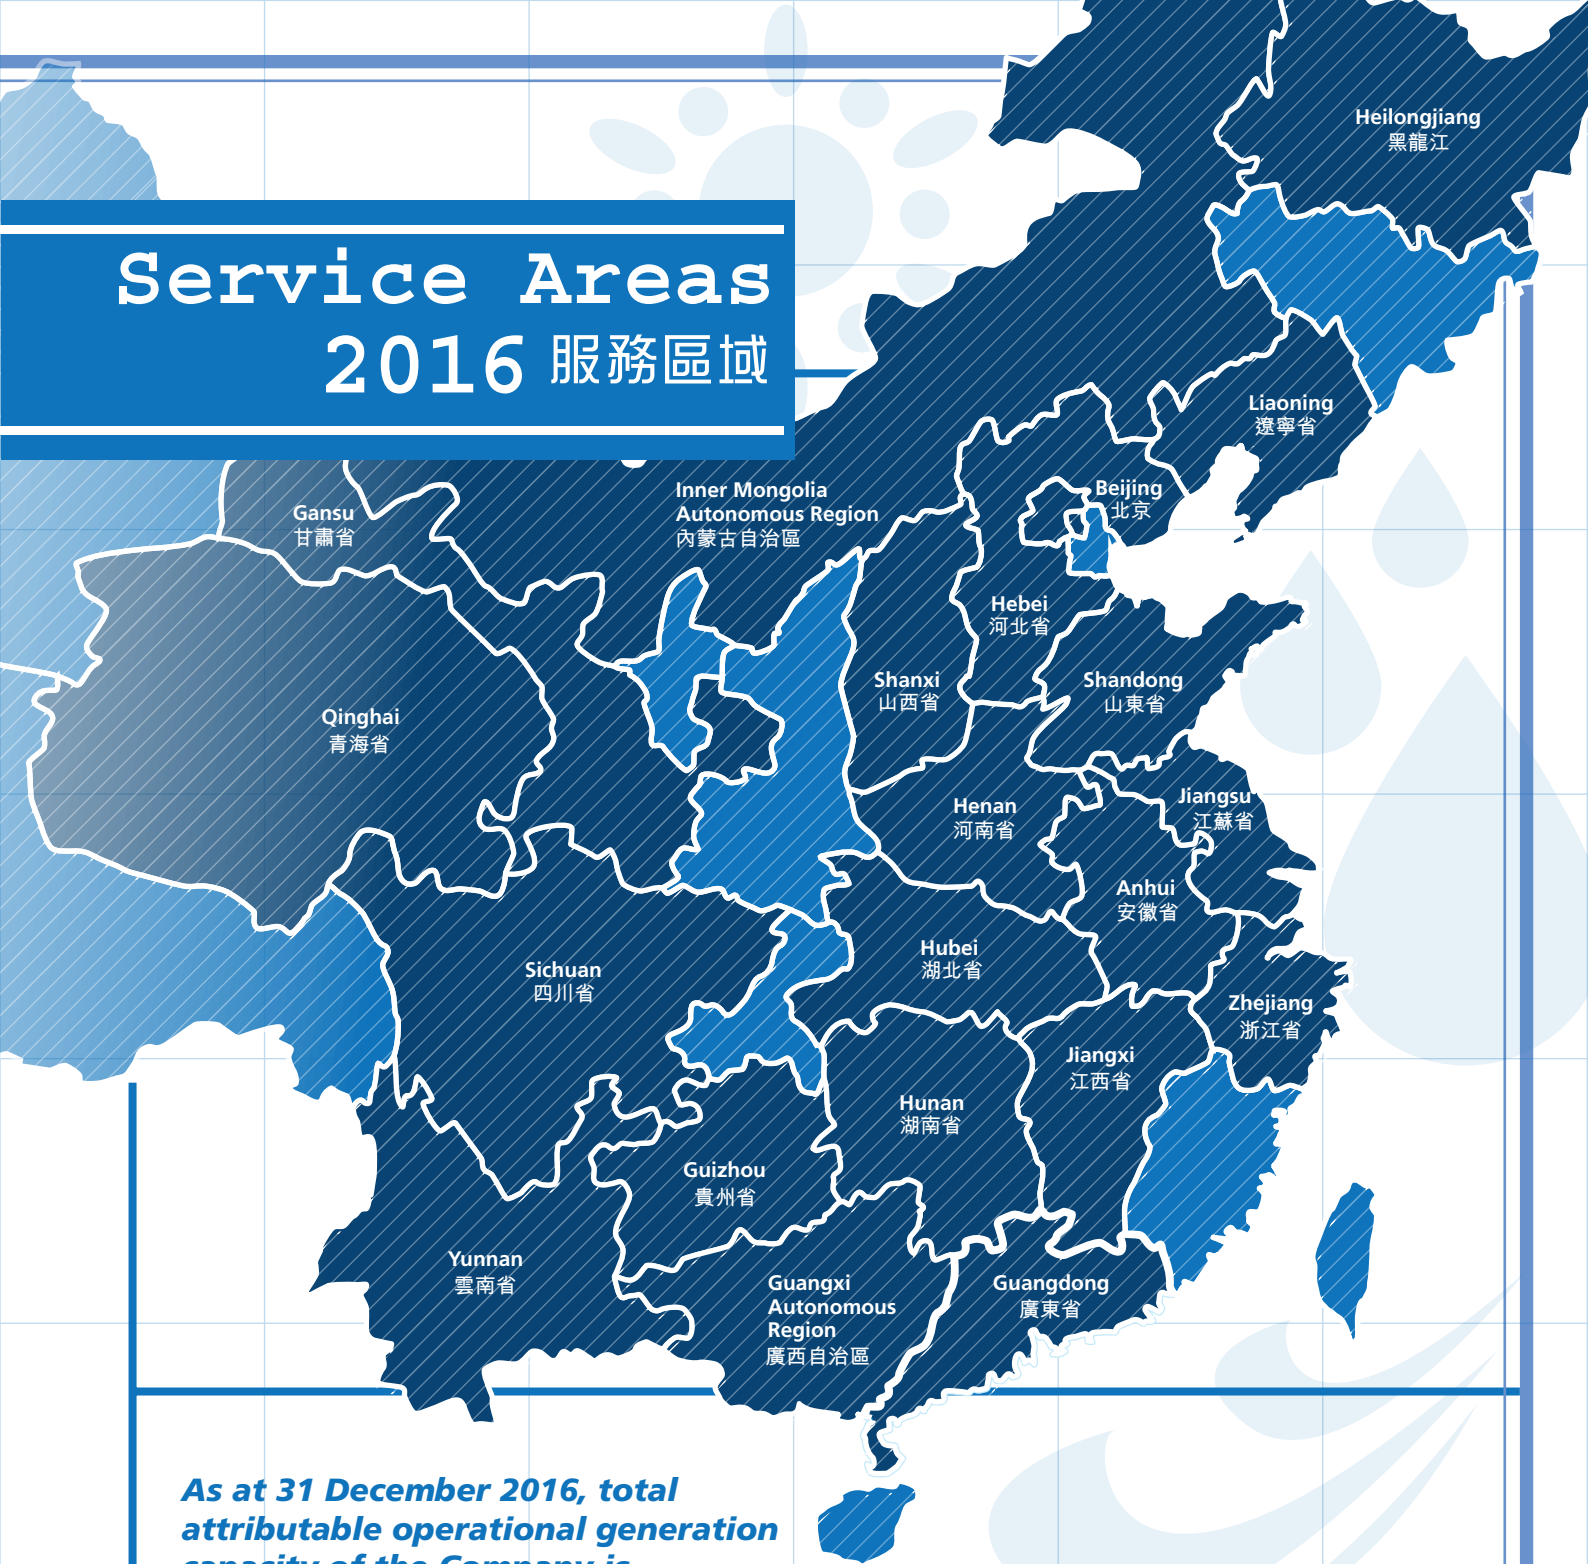 Service Areas
2016 服務區域
Heilongjiang
黑龍江
Liaoning
遼寧省
Inner Mongolia
Autonomous Region
內蒙古自治區
Beijing
北京
Gansu
甘肅省
Hebei
河北省
Shanxi
山西省
Shandong
山東省
Qinghai
青海省
Henan
河南省
Jiangsu
江蘇省
Anhui
安徽省
Hubei
湖北省
Sichuan
四川省
Zhejiang
浙江省
Jiangxi
江西省
Hunan
湖南省
Guizhou
貴州省
Yunnan
雲南省
Guangxi
Autonomous
Region
廣西自治區
Guangdong
廣東省
As at 31 December 2016, total
attributable operational generation
capacity of the Company is